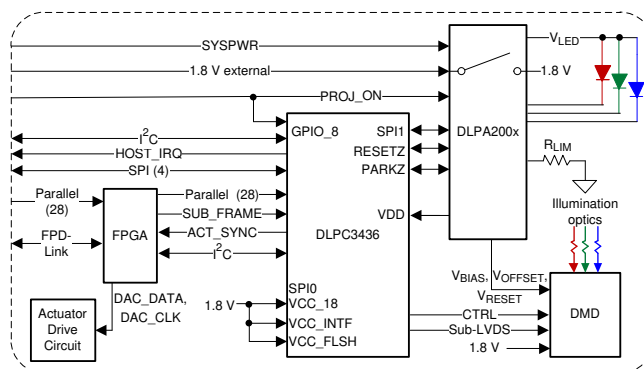 SYSPWR
1.8 V external
PROJ_ON
I2C
HOST_IRQ
SPI (4)
Parallel
(28)
FPD-
Link
FPGA
Parallel (28)
SUB_FRAME
ACT_SYNC
I2C
DAC_DATA,
DAC_CLK
Actuator
Drive
Circuit
GPIO_8
SPI1
RESETZ
PARKZ
VDD
DLPC3436
SPI0
1.8 V
VCC_18
VCC_INTF
VCC_FLSH
DLPA200x
VLED
1.8 V
RLIM
Illumination
optics
VBIAS, VOFFSET,
VRESET
CTRL
Sub-LVDS
1.8 V
DMD